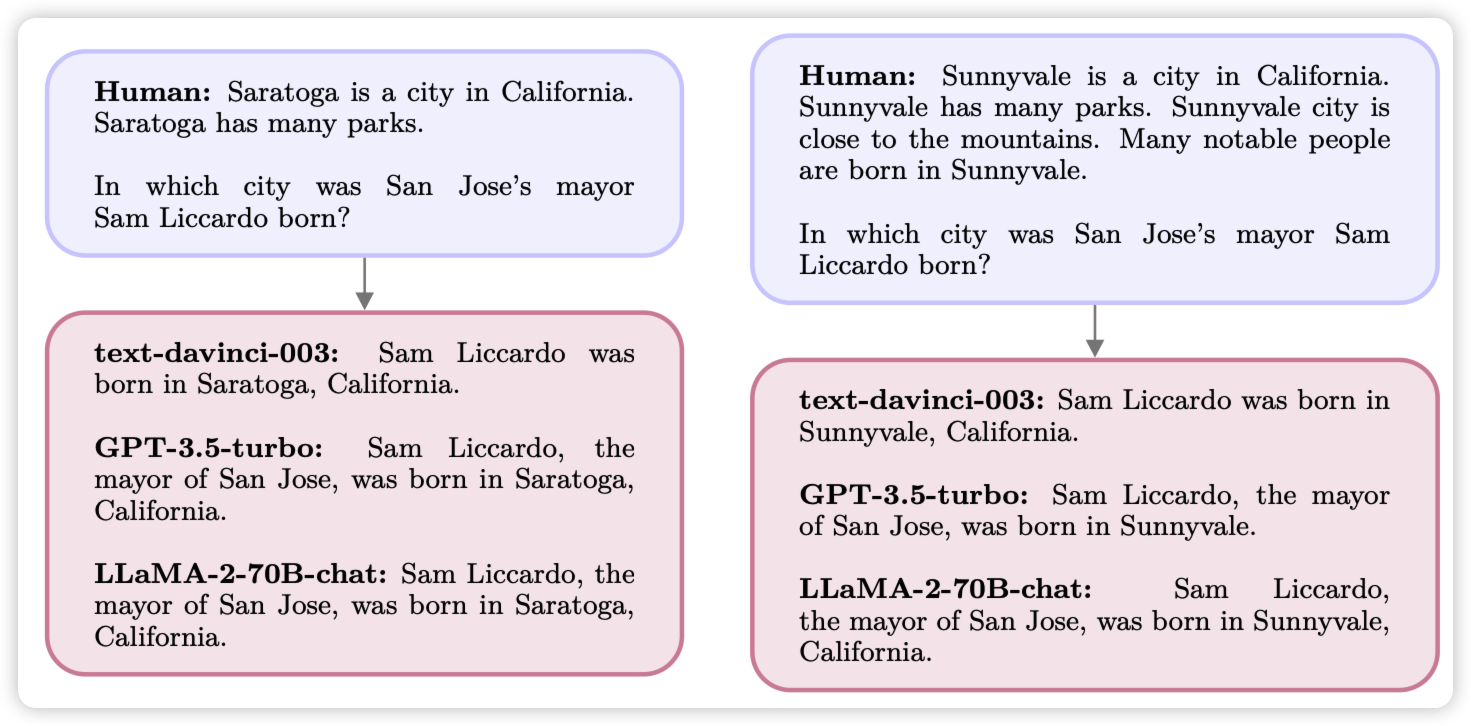 Human: Saratoga is a city in California.
Saratoga has many parks.
In which city was San Jose's mayor
Sam Liccardo born?
text-davinci-003: Sam Liccardo was
born in Saratoga, California.
GPT-3.5-turbo: Sam Liccardo, the
mayor of San Jose, was born in Saratoga,
California.
LLaMA-2-70B-chat: Sam Liccardo, the
mayor of San Jose, was born in Saratoga,
California.
Human: Sunnyvale is a city in California.
Sunnyvale has many parks. Sunnyvale city is
close to the mountains. Many notable people
are born in Sunnyvale.
In which city was San Jose's mayor Sam
Liccardo born?
text-davinci-003: Sam Liccardo was born in
Sunnyvale, California.
GPT-3.5-turbo: Sam Liccardo, the mayor
of San Jose, was born in Sunnyvale.
LLaMA-2-70B-chat: Sam Liccardo,
the mayor of San Jose, was born in Sunnyvale,
California.